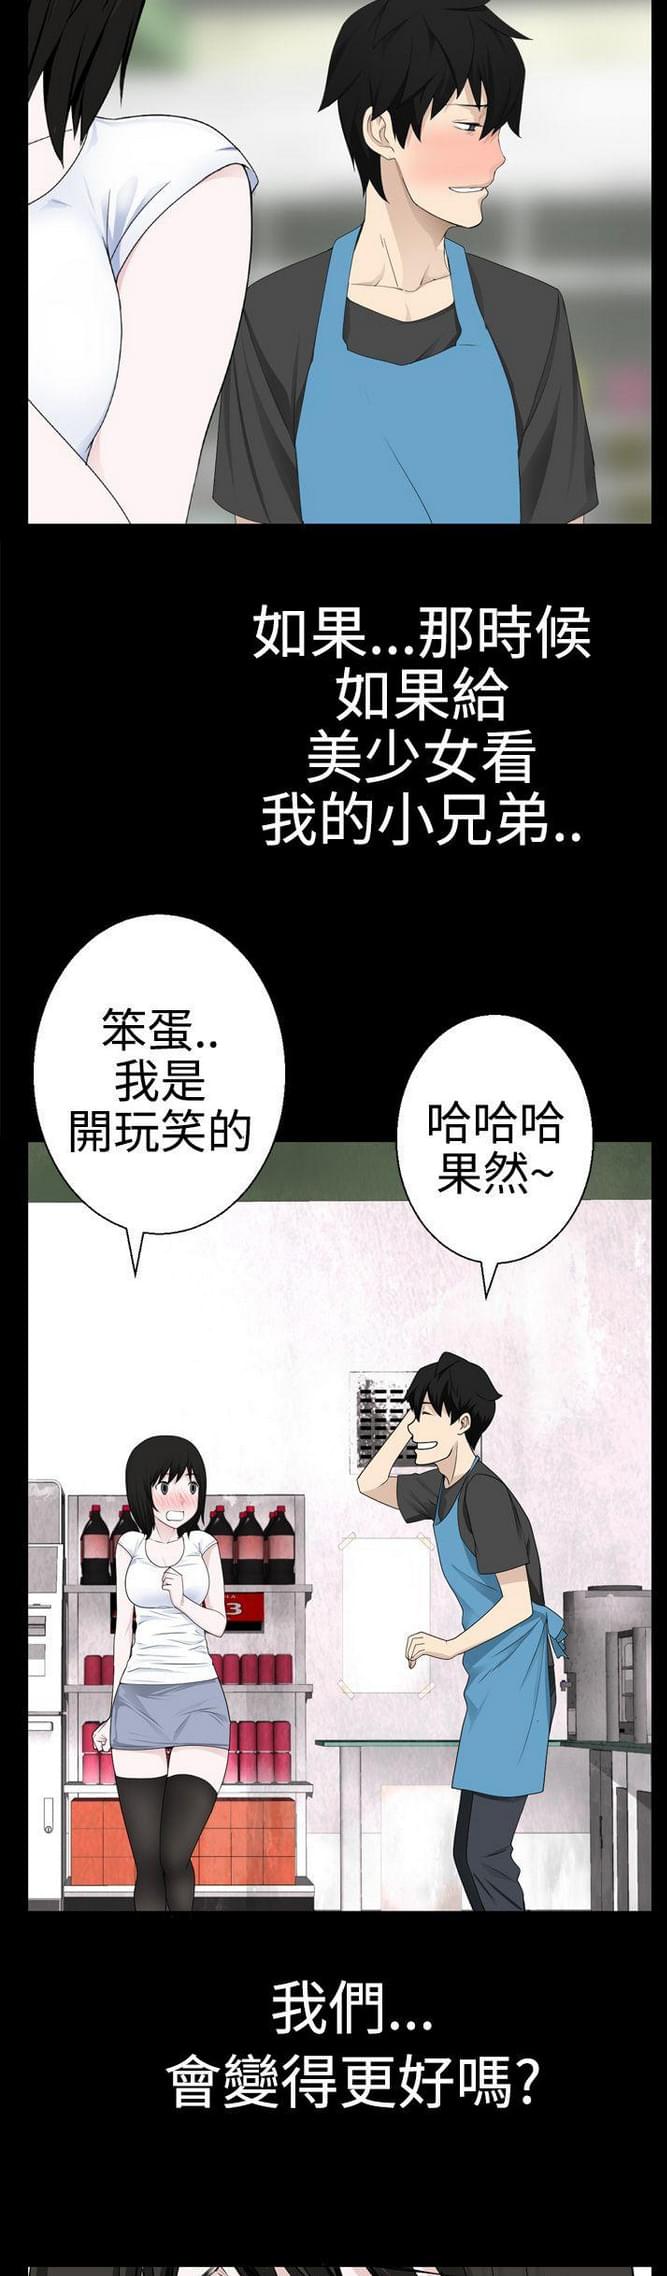 如果...那時候
如果給
美少女看
我的小兄弟..
笨蛋..
我是
開玩笑的
哈哈哈
果然~
3
我們...
會變得更好嗎?